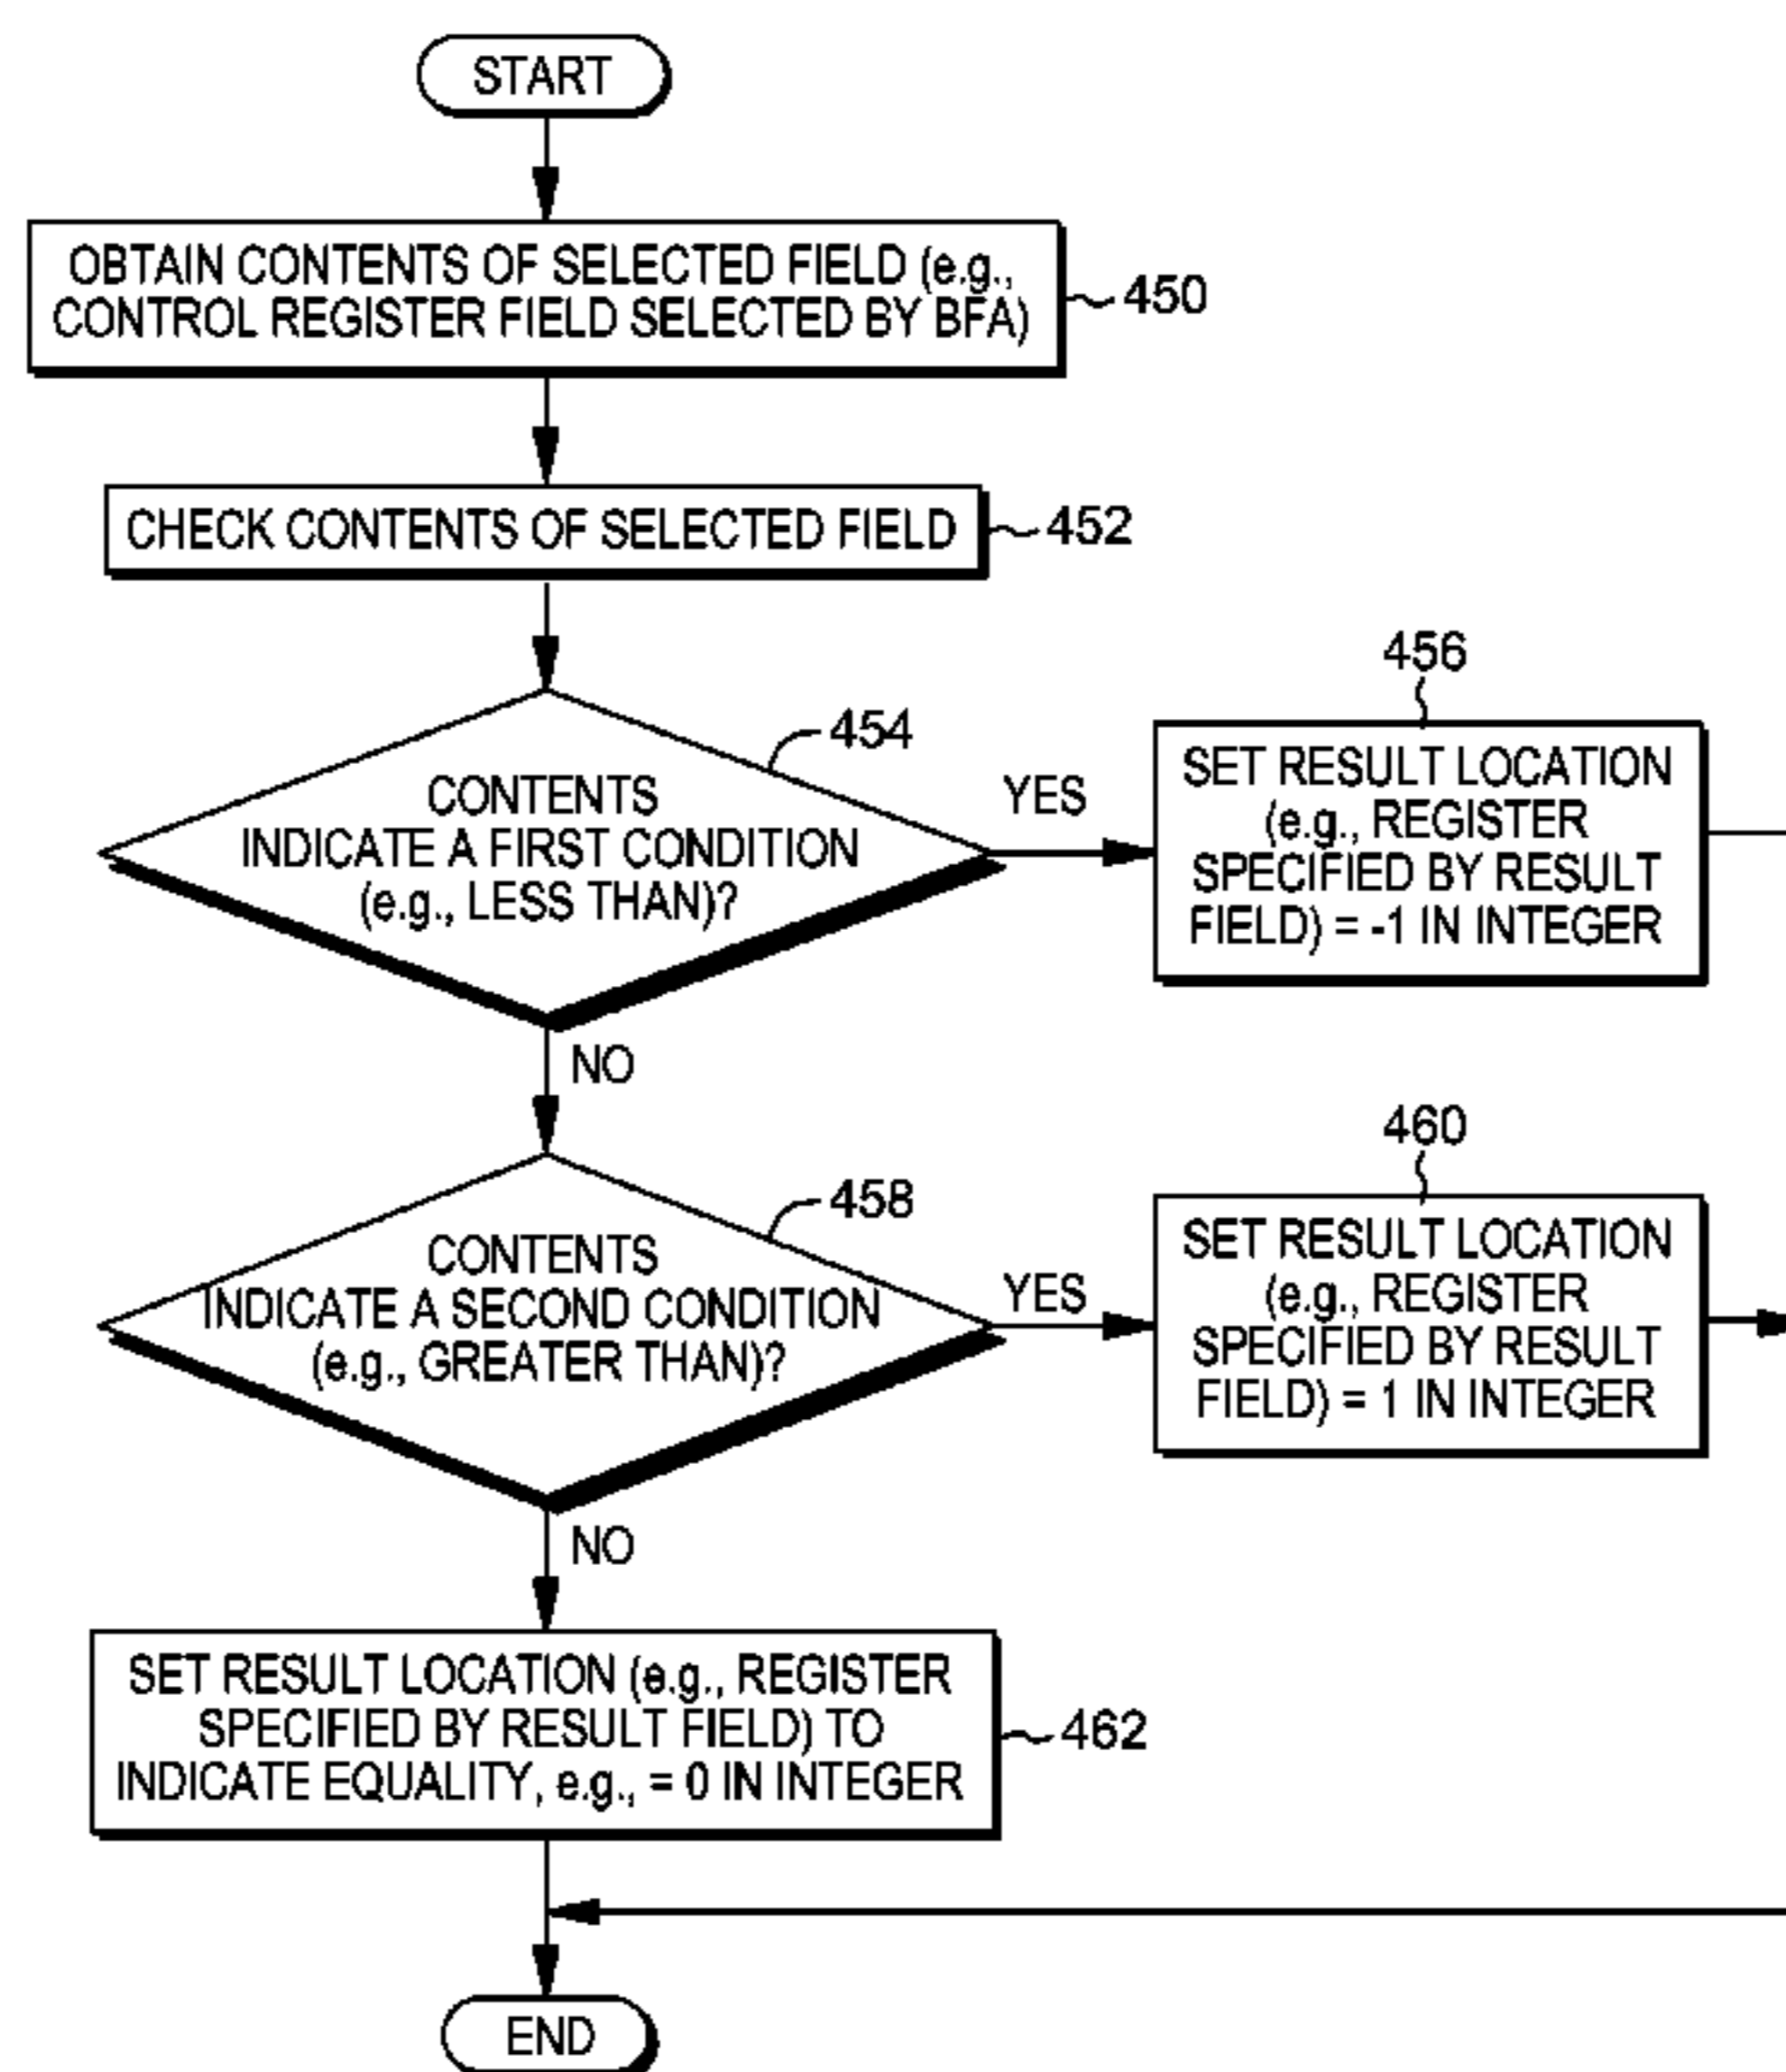 START
OBTAIN CONTENTS OF SELECTED FIELD (e.g.,
CONTROL REGISTER FIELD SELECTED BY BFA)
450
CHECK CONTENTS OF SELECTED FIELD
452
454
CONTENTS
INDICATE A FIRST CONDITION
(e.g., LESS THAN)?
YES
456
SET RESULT LOCATION
(e.g., REGISTER
SPECIFIED BY RESULT
FIELD) = -1 IN INTEGER
NO
458
CONTENTS
INDICATE A SECOND CONDITION
(e.g., GREATER THAN)?
YES
460
SET RESULT LOCATION
(e.g., REGISTER
SPECIFIED BY RESULT
FIELD) = 1 IN INTEGER
NO
SET RESULT LOCATION (e.g., REGISTER
SPECIFIED BY RESULT FIELD) TO
INDICATE EQUALITY, e.g., = 0 IN INTEGER
462
END